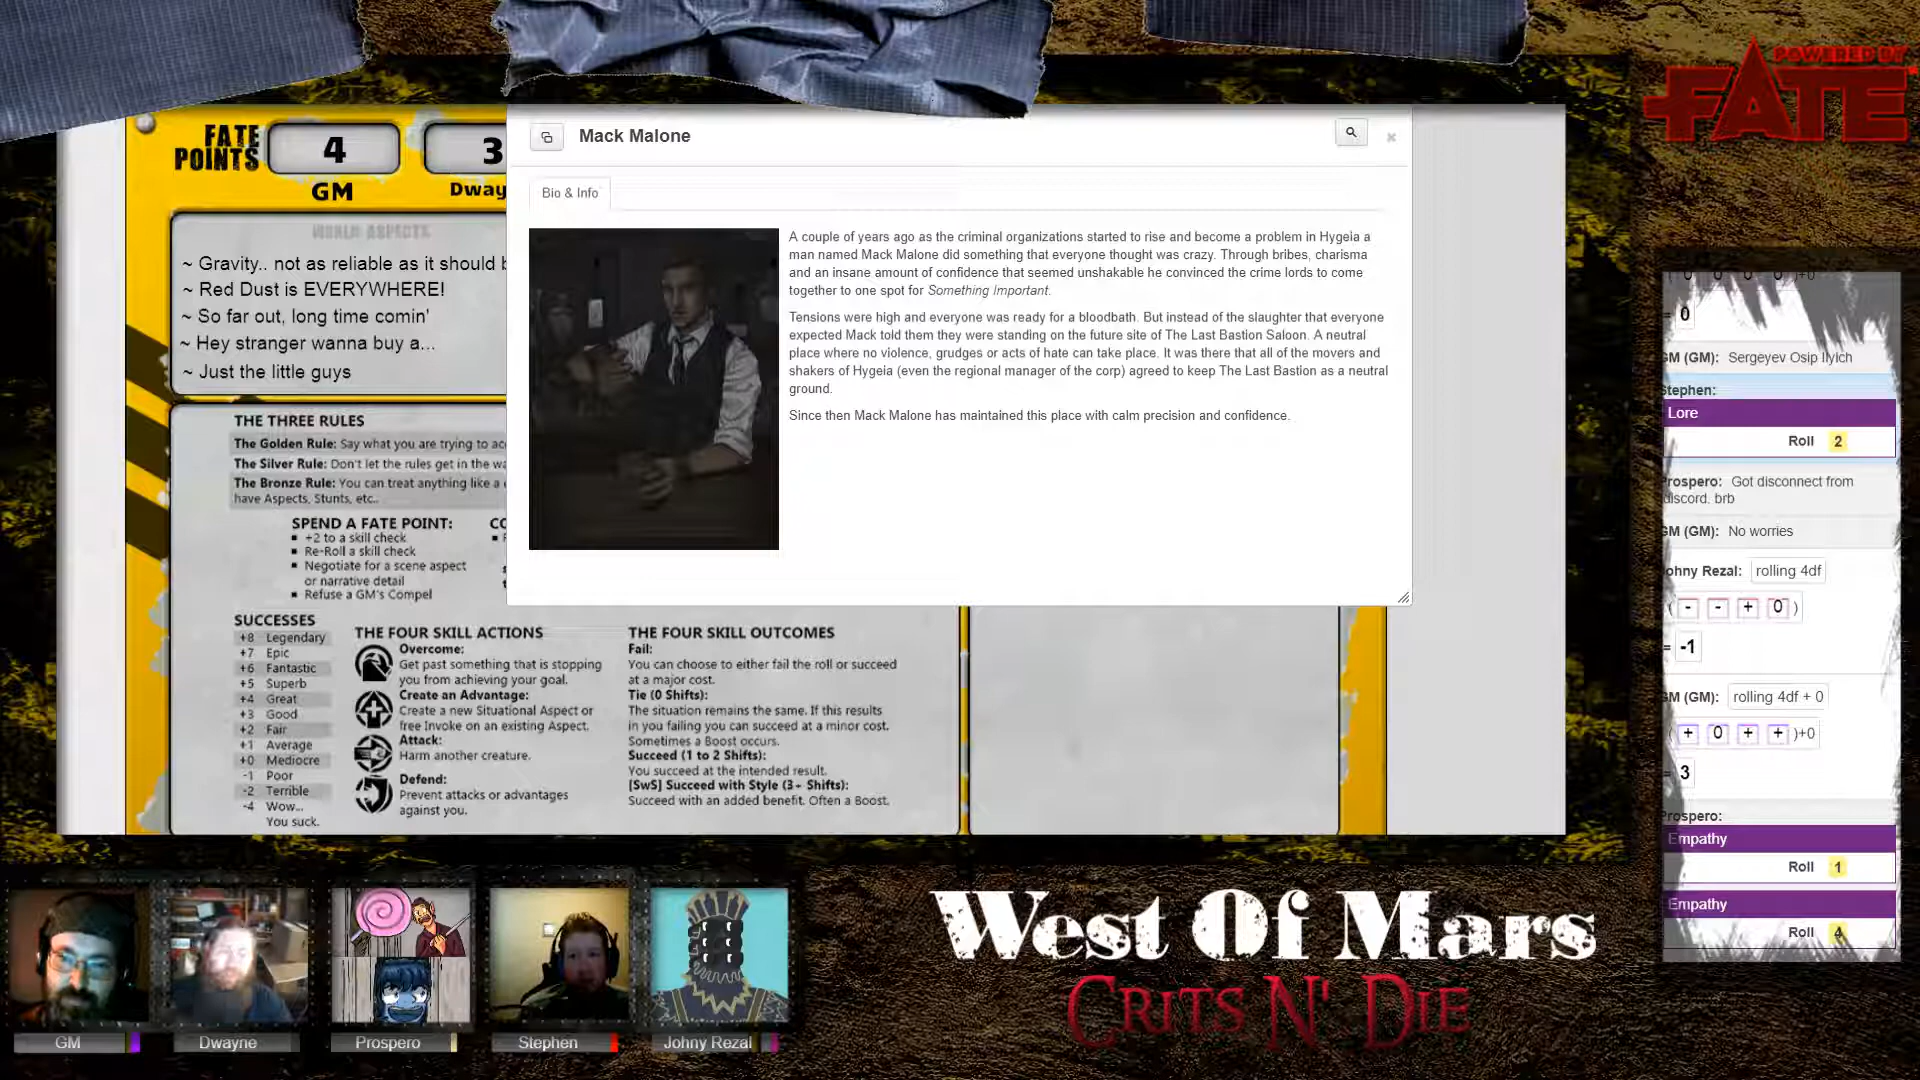 POWERED BY
FATE
FATE
POINTS
4
GM
3
Dway
WORLD ASPECTS
~ Gravity.. not as reliable as it should b
~ Red Dust is EVERYWHERE!
~ So far out, long time comin'
~ Hey stranger wanna buy a...
~ Just the little guys
THE THREE RULES
The Golden Rule: Say what you are trying to ac
The Silver Rule: Don't let the rules get in the wa
The Bronze Rule: You can treat anything like a
have Aspects, Stunts, etc..
SPEND A FATE POINT:
▪ +2 to a skill check
▪ Re-Roll a skill check
▪ Negotiate for a scene aspect
or narrative detail
▪ Refuse a GM's Compel
CO
SUCCESSES
+8 Legendary
+7 Epic
+6 Fantastic
+5 Superb
+4 Great
+3 Good
+2 Fair
+1 Average
+0 Mediocre
-1 Poor
-2 Terrible
-4 Wow...
You suck.
THE FOUR SKILL ACTIONS
Overcome:
Get past something that is stopping
you from achieving your goal.
Create an Advantage:
Create a new Situational Aspect or
free Invoke on an existing Aspect.
Attack:
Harm another creature.
Defend:
Prevent attacks or advantages
against you.
THE FOUR SKILL OUTCOMES
Fail:
You can choose to either fail the roll or succeed
at a major cost.
Tie (0 Shifts):
The situation remains the same. If this results
in you failing you can succeed at a minor cost.
Sometimes a Boost occurs.
Succeed (1 to 2 Shifts):
You succeed at the intended result.
[SwS] Succeed with Style (3+ Shifts):
Succeed with an added benefit. Often a Boost.
Mack Malone
Bio & Info
A couple of years ago as the criminal organizations started to rise and become a problem in Hygeia a
man named Mack Malone did something that everyone thought was crazy. Through bribes, charisma
and an insane amount of confidence that seemed unshakable he convinced the crime lords to come
together to one spot for Something Important.
Tensions were high and everyone was ready for a bloodbath. But instead of the slaughter that everyone
expected Mack told them they were standing on the future site of The Last Bastion Saloon. A neutral
place where no violence, grudges or acts of hate can take place. It was there that all of the movers and
shakers of Hygeia (even the regional manager of the corp) agreed to keep The Last Bastion as a neutral
ground.
Since then Mack Malone has maintained this place with calm precision and confidence.
( 0 0 0 0 )+0
= 0
GM (GM): Sergeyev Osip Ilyich
Stephen:
Lore
Roll 2
Prospero: Got disconnect from
discord. brb
GM (GM): No worries
Johny Rezal: rolling 4df
( - - + 0 )
= -1
GM (GM): rolling 4df + 0
( + 0 + + )+0
= 3
Prospero:
Empathy
Roll 1
Empathy
Roll 4
GM
Dwayne
Prospero
Stephen
Johny Rezal
West Of Mars
Crits N' Die